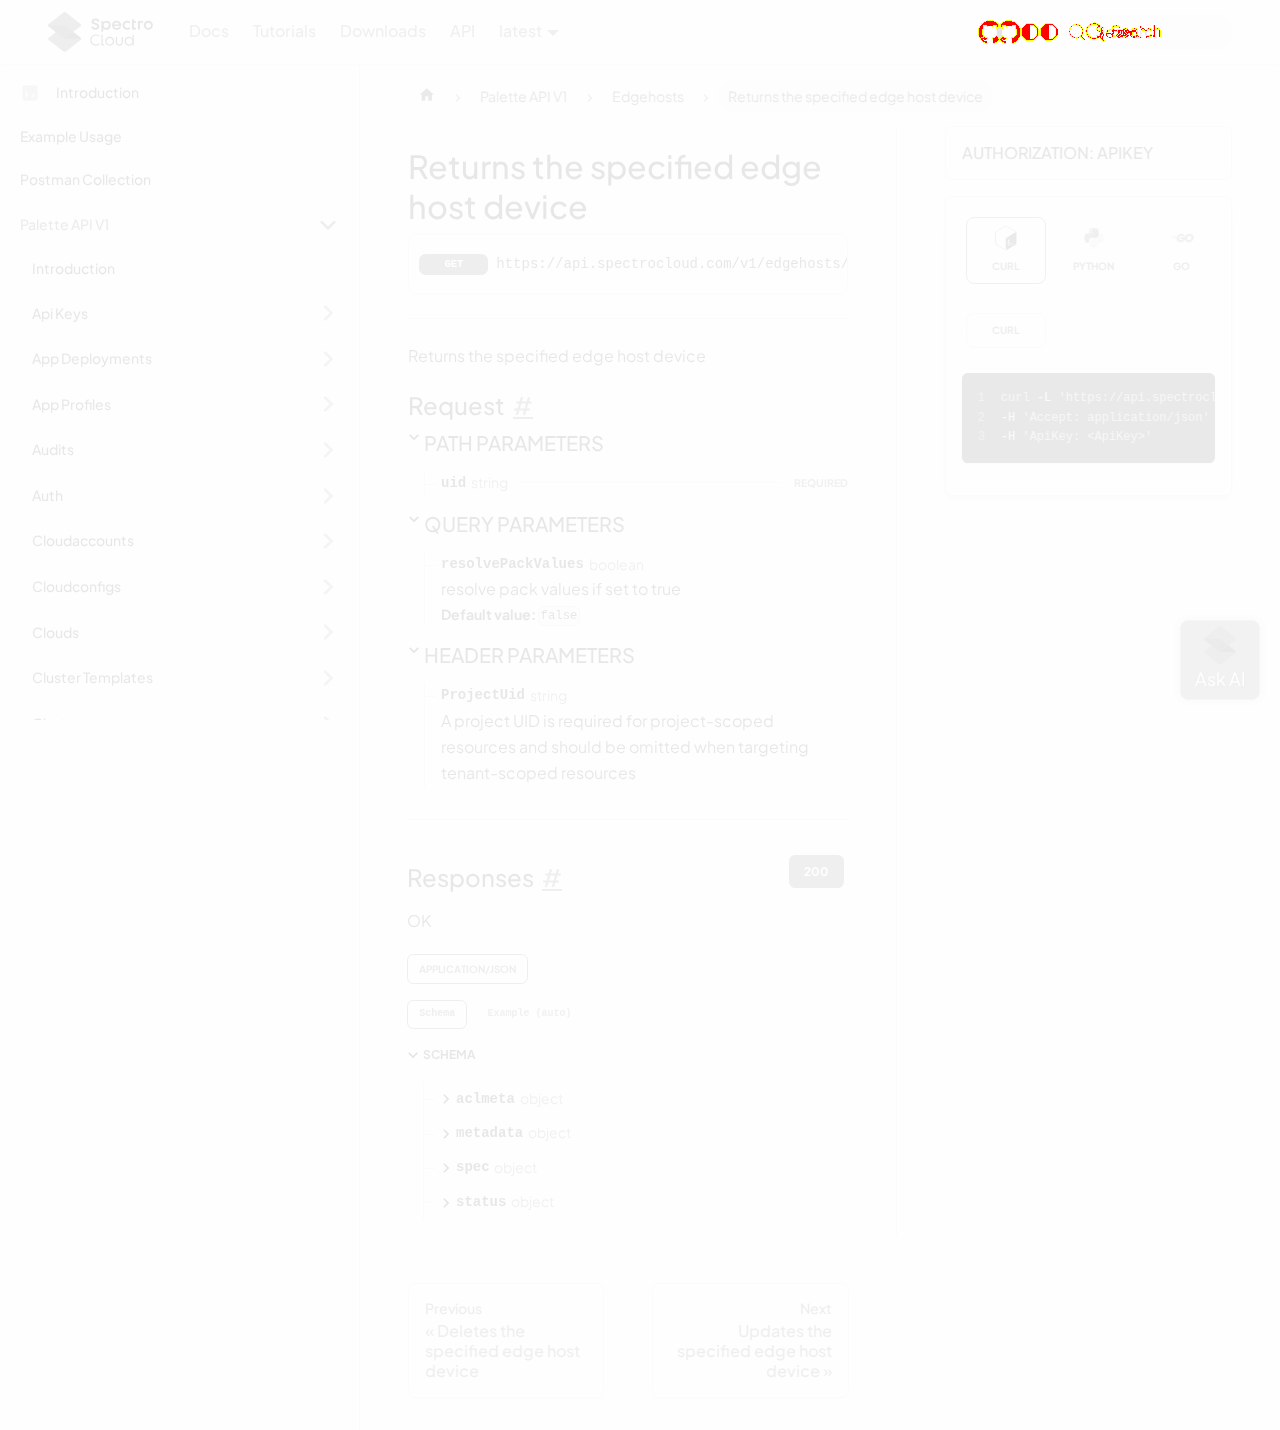 Spectro
Cloud
Docs
Tutorials
Downloads
API
latest
Introduction
Example Usage
Postman Collection
Palette API V1
Introduction
Api Keys
App Deployments
App Profiles
Audits
Auth
Cloudaccounts
Cloudconfigs
Clouds
Cluster Templates
Palette API V1
Edgehosts
Returns the specified edge host device
Returns the specified edge
host device
GET
https://api.spectrocloud.com/v1/edgehosts/
Returns the specified edge host device
Request #
PATH PARAMETERS
uid string
REQUIRED
QUERY PARAMETERS
resolvePackValues boolean
resolve pack values if set to true
Default value: false
HEADER PARAMETERS
ProjectUid string
A project UID is required for project-scoped
resources and should be omitted when targeting
tenant-scoped resources
Responses #
200
OK
APPLICATION/JSON
Schema
Example (auto)
SCHEMA
aclmeta object
metadata object
spec object
status object
Previous
« Deletes the
specified edge host
device
Next
Updates the
specified edge host
device »
AUTHORIZATION: APIKEY
CURL
PYTHON
GO
CURL
1 curl -L 'https://api.spectrocl
2 -H 'Accept: application/json'
3 -H 'ApiKey: <ApiKey>'
Ask AI